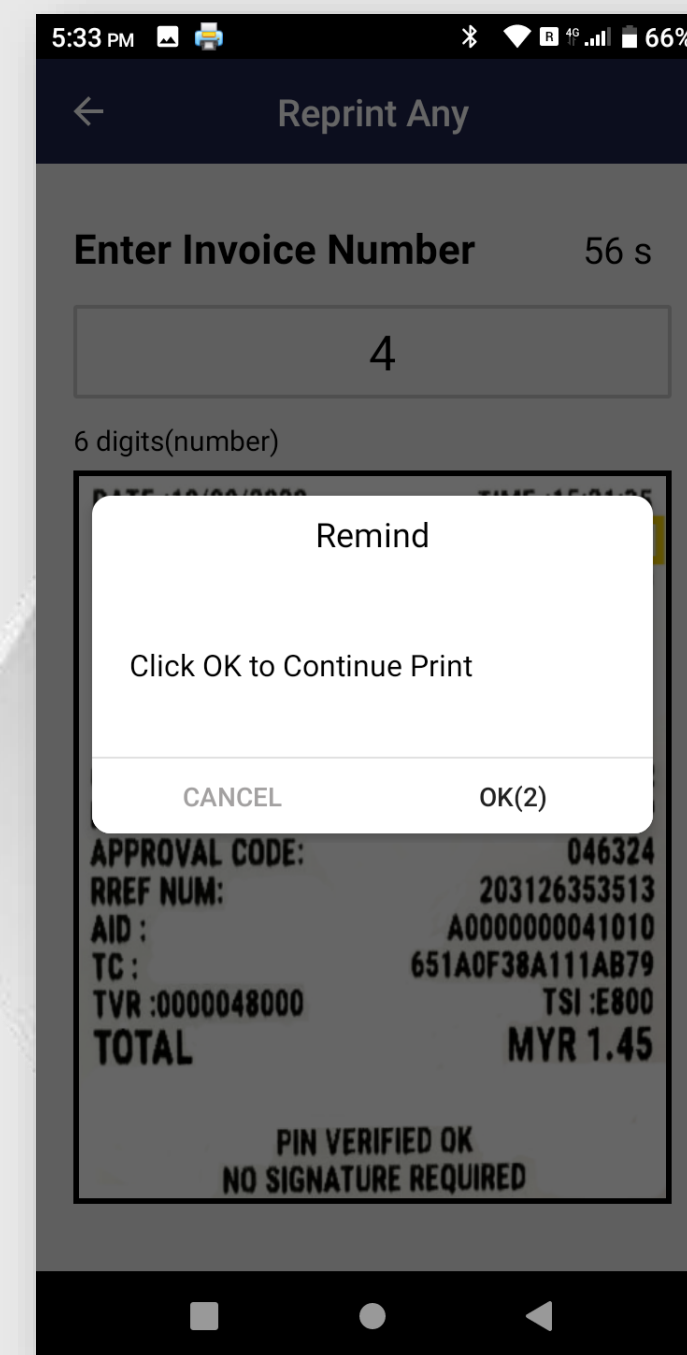 5:33 PM R 4G 66%
Reprint Any
Enter Invoice Number 56 s
4
6 digits(number)
Remind
Click OK to Continue Print
CANCEL OK(2)
APPROVAL CODE: 046324
RREF NUM: 203126353513
AID : A0000000041010
TC : 651A0F38A111AB79
TVR :0000048000 TSI :E800
TOTAL MYR 1.45
PIN VERIFIED OK
NO SIGNATURE REQUIRED